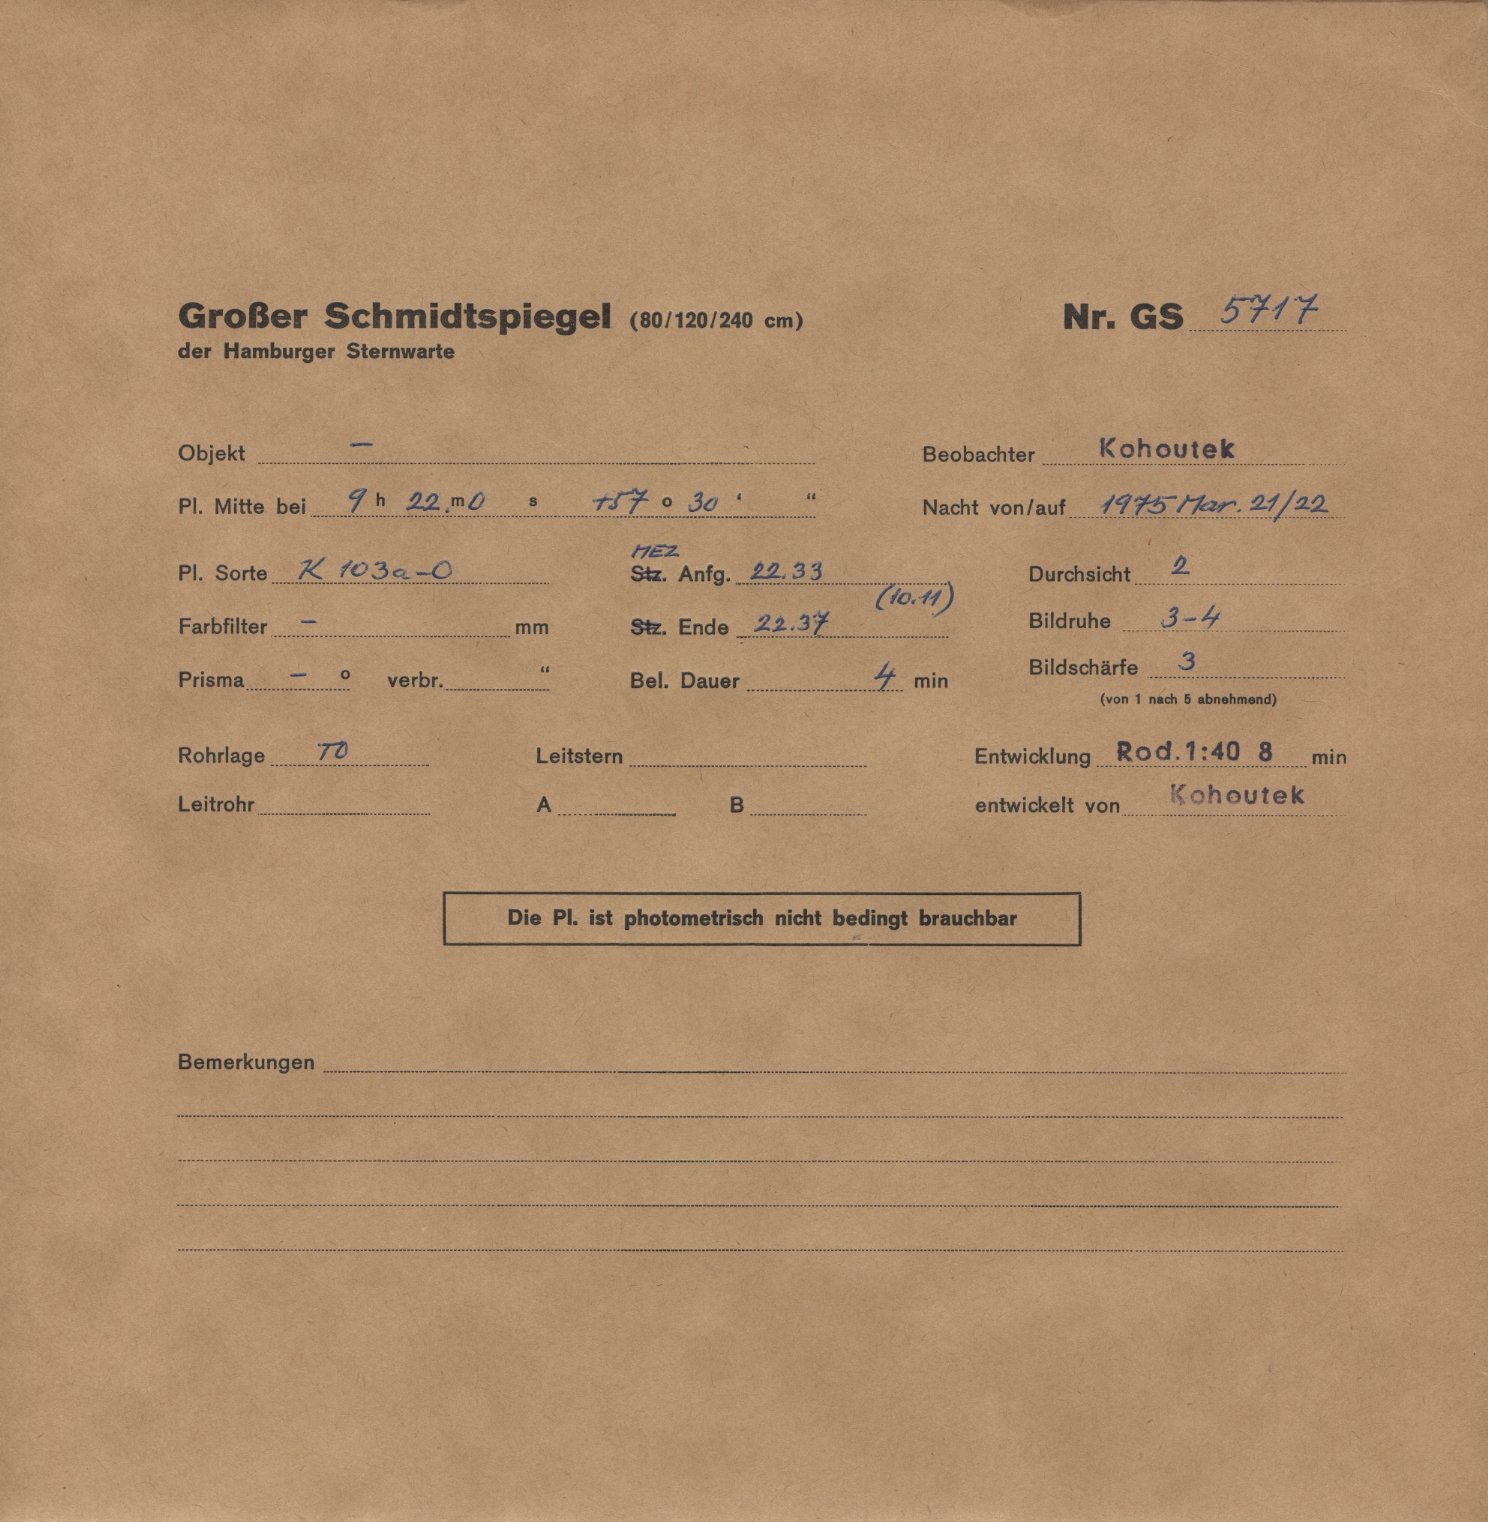 Großer Schmidtspiegel (80/120/240 cm) Nr. GS 5717
der Hamburger Sternwarte
Objekt – Beobachter Kohoutek
Pl. Mitte bei 9 h 22. m 0 s +57 o 30 ‘ “ Nacht von/auf 1975 Mar. 21/22
MEZ
Pl. Sorte K 103a-O Stz. Anfg. 22.33 Durchsicht 2
(10.11)
Farbfilter – mm Stz. Ende 22.37 Bildruhe 3-4
Prisma – o verbr. “ Bel. Dauer 4 min Bildschärfe 3
(von 1 nach 5 abnehmend)
Rohrlage TO Leitstern Entwicklung Rod.1:40 8 min
Leitrohr A B entwickelt von Kohoutek
Die Pl. ist photometrisch nicht bedingt brauchbar
Bemerkungen